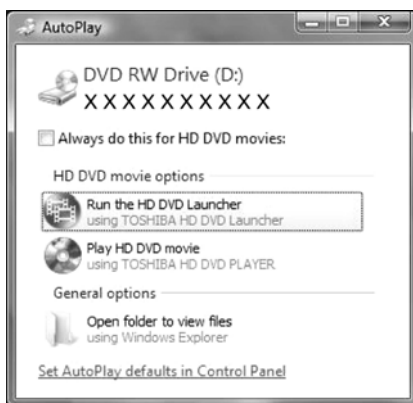 AutoPlay
DVD RW Drive (D:)
X X X X X X X X X X
Always do this for HD DVD movies:
HD DVD movie options
Run the HD DVD Launcher
using TOSHIBA HD DVD Launcher
Play HD DVD movie
using TOSHIBA HD DVD PLAYER
General options
Open folder to view files
using Windows Explorer
Set AutoPlay defaults in Control Panel